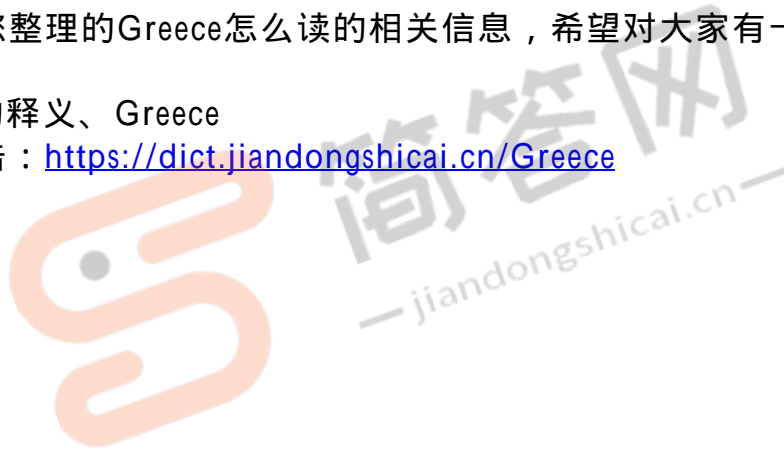 整理的Greece怎么读的相关信息，希望对大家有一
释义、Greece
：https://dict.jiandongshicai.cn/Greece
简答网
jiandongshicai.cn